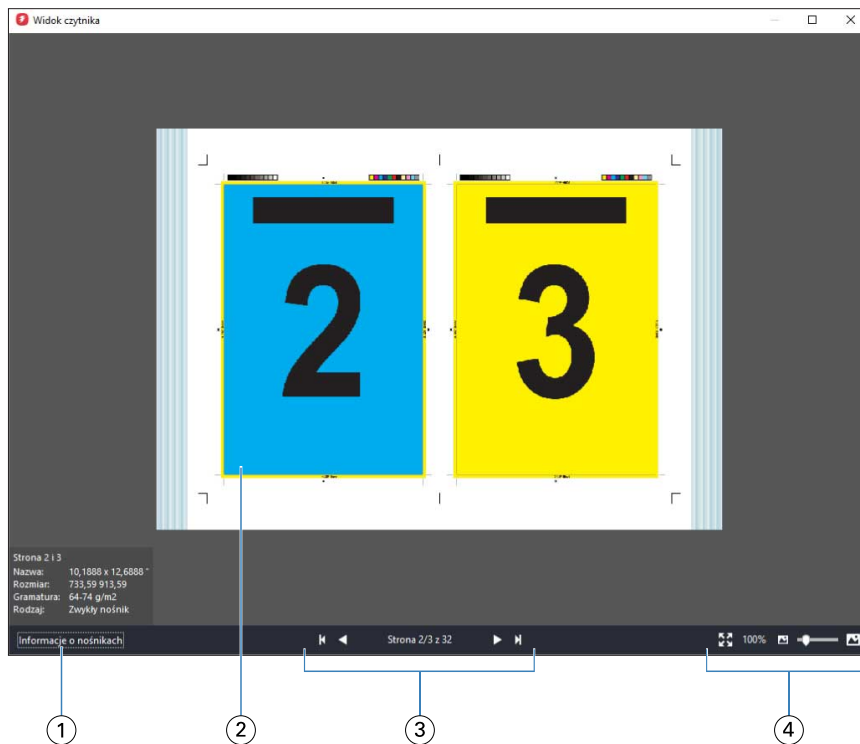 Widok czytnika
2
3
Strona 2 i 3
Nazwa: 10,1888 x 12,6888 "
Rozmiar: 733,59 913,59
Gramatura: 64-74 g/m2
Rodzaj: Zwykły nośnik
Informacje o nośnikach
Strona 2/3 z 32
100%
1
2
3
4